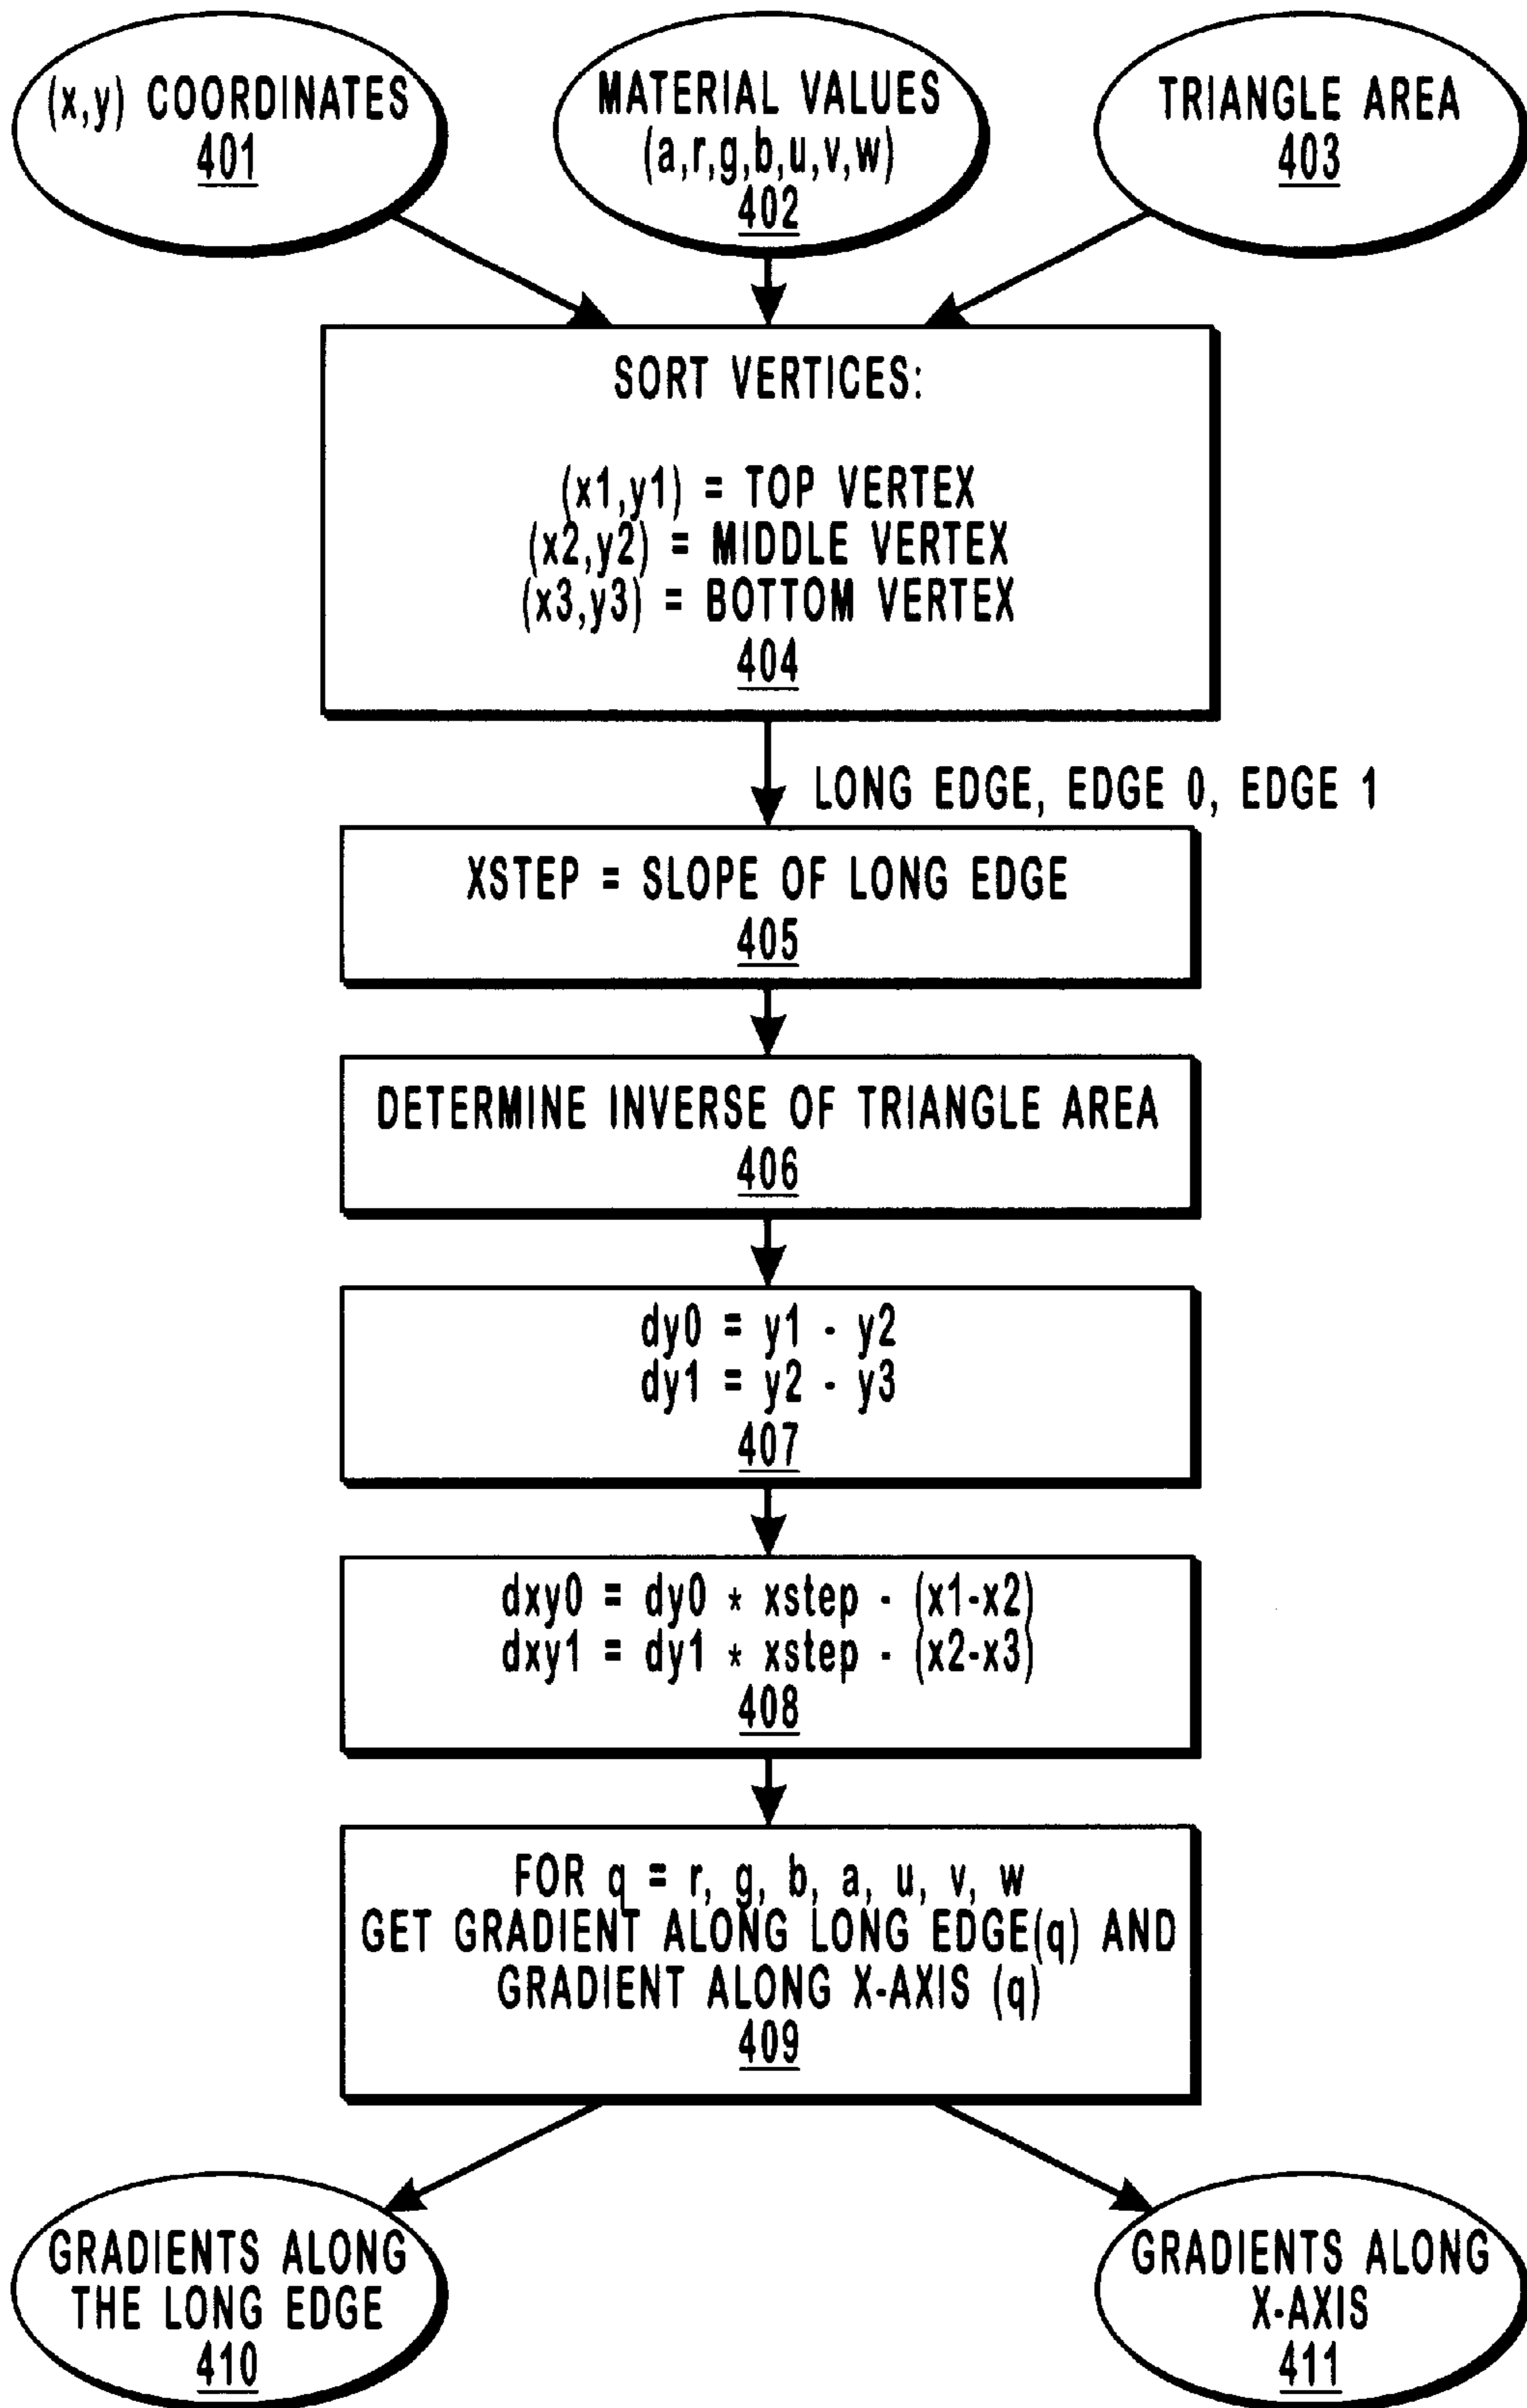 (x,y) COORDINATES
401
MATERIAL VALUES
(a,r,g,b,u,v,w)
402
TRIANGLE AREA
403
SORT VERTICES:
(x1,y1) = TOP VERTEX
(x2,y2) = MIDDLE VERTEX
(x3,y3) = BOTTOM VERTEX
404
LONG EDGE, EDGE 0, EDGE 1
XSTEP = SLOPE OF LONG EDGE
405
DETERMINE INVERSE OF TRIANGLE AREA
406
dy0 = y1 - y2
dy1 = y2 - y3
407
dxy0 = dy0 * xstep - (x1-x2)
dxy1 = dy1 * xstep - (x2-x3)
408
FOR q = r, g, b, a, u, v, w
GET GRADIENT ALONG LONG EDGE(q) AND
GRADIENT ALONG X-AXIS (q)
409
GRADIENTS ALONG
THE LONG EDGE
410
GRADIENTS ALONG
X-AXIS
411